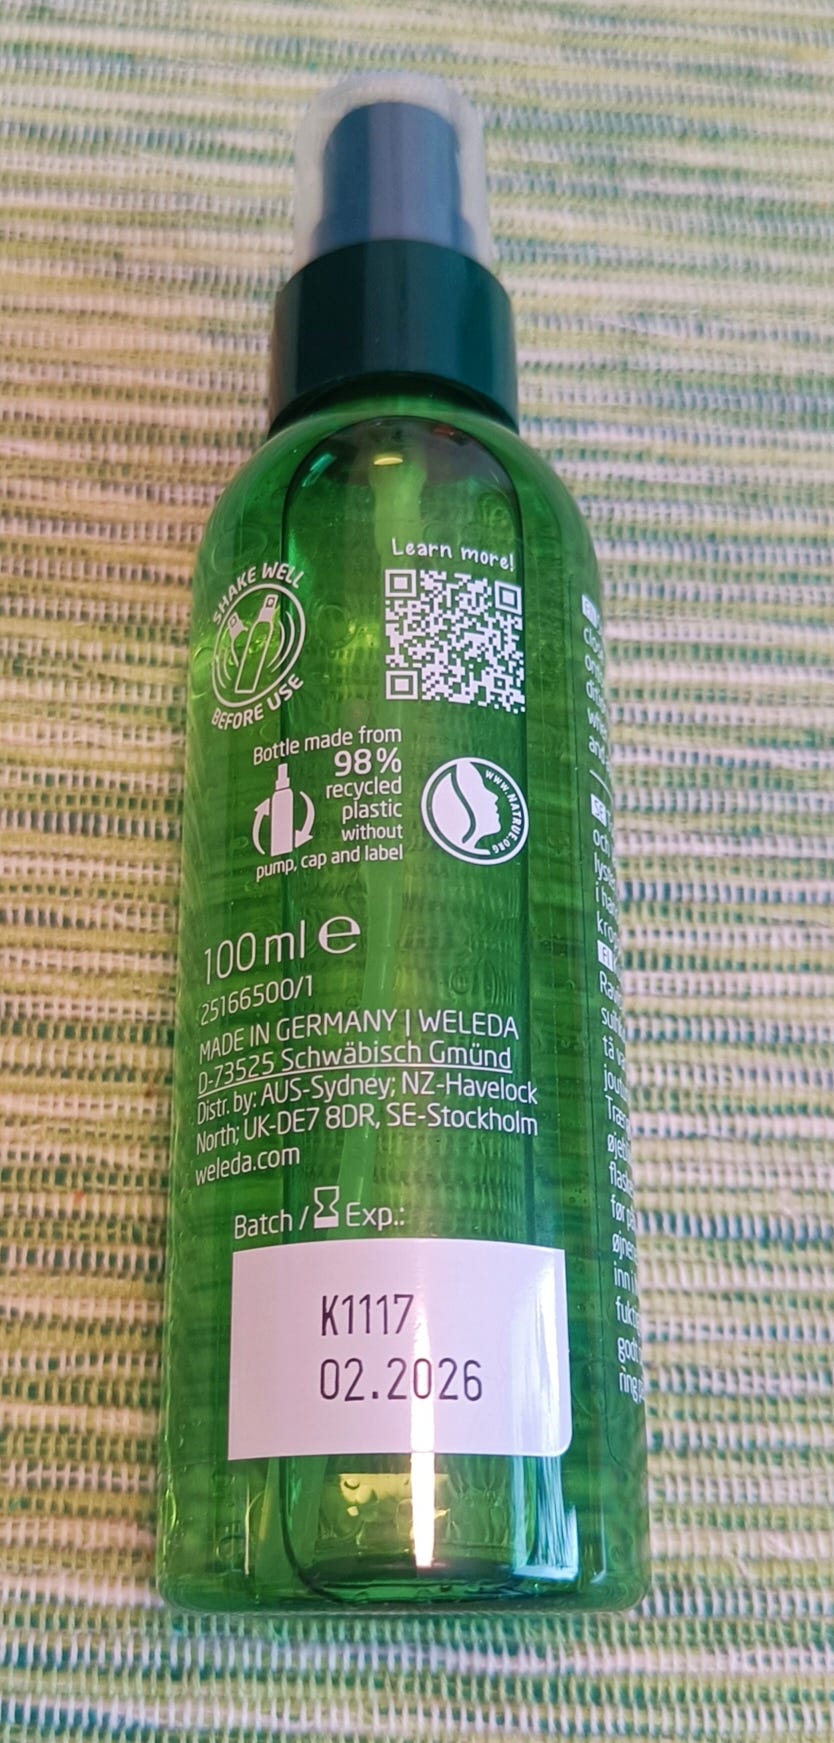 Learn more!
SHAKE WELL
BEFORE USE
Bottle made from
98%
recycled
plastic
without
pump, cap and label
WWW.NATRUE.ORG
100 ml e
25166500/1
MADE IN GERMANY | WELEDA
D-73525 Schwäbisch Gmünd
Distr. by: AUS-Sydney; NZ-Havelock
North; UK-DE7 8DR, SE-Stockholm
weleda.com
Batch / Exp.:
K1117
02.2026
och
i
FI